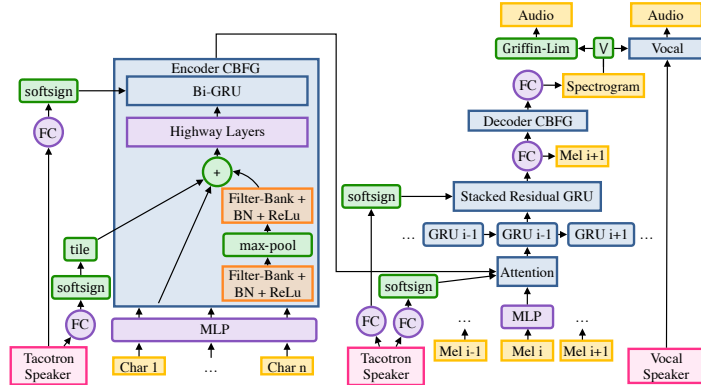 Audio
Audio
Griffin-Lim
V
Vocal
Encoder CBFG
softsign
Bi-GRU
FC
Spectrogram
FC
Highway Layers
Decoder CBFG
FC
Mel i+1
+
Filter-Bank +
BN + ReLu
softsign
Stacked Residual GRU
tile
max-pool
...
GRU i-1
GRU i-1
GRU i+1
...
softsign
Filter-Bank +
BN + ReLu
softsign
Attention
FC
MLP
FC
FC
...
MLP
...
Tacotron
Speaker
Char 1
...
Char n
Tacotron
Speaker
Mel i-1
Mel i
Mel i+1
Vocal
Speaker